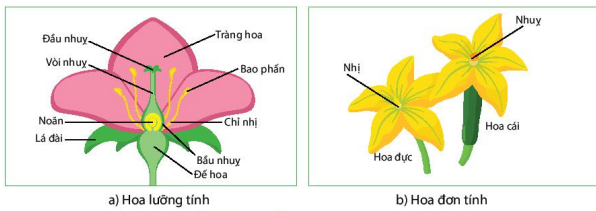 Đầu nhuỵ
Vòi nhuỵ
Noãn
Lá đài
Tràng hoa
Bao phấn
Chỉ nhị
Bầu nhuỵ
Đế hoa
a) Hoa lưỡng tính
Nhuỵ
Nhị
Hoa cái
Hoa đực
b) Hoa đơn tính